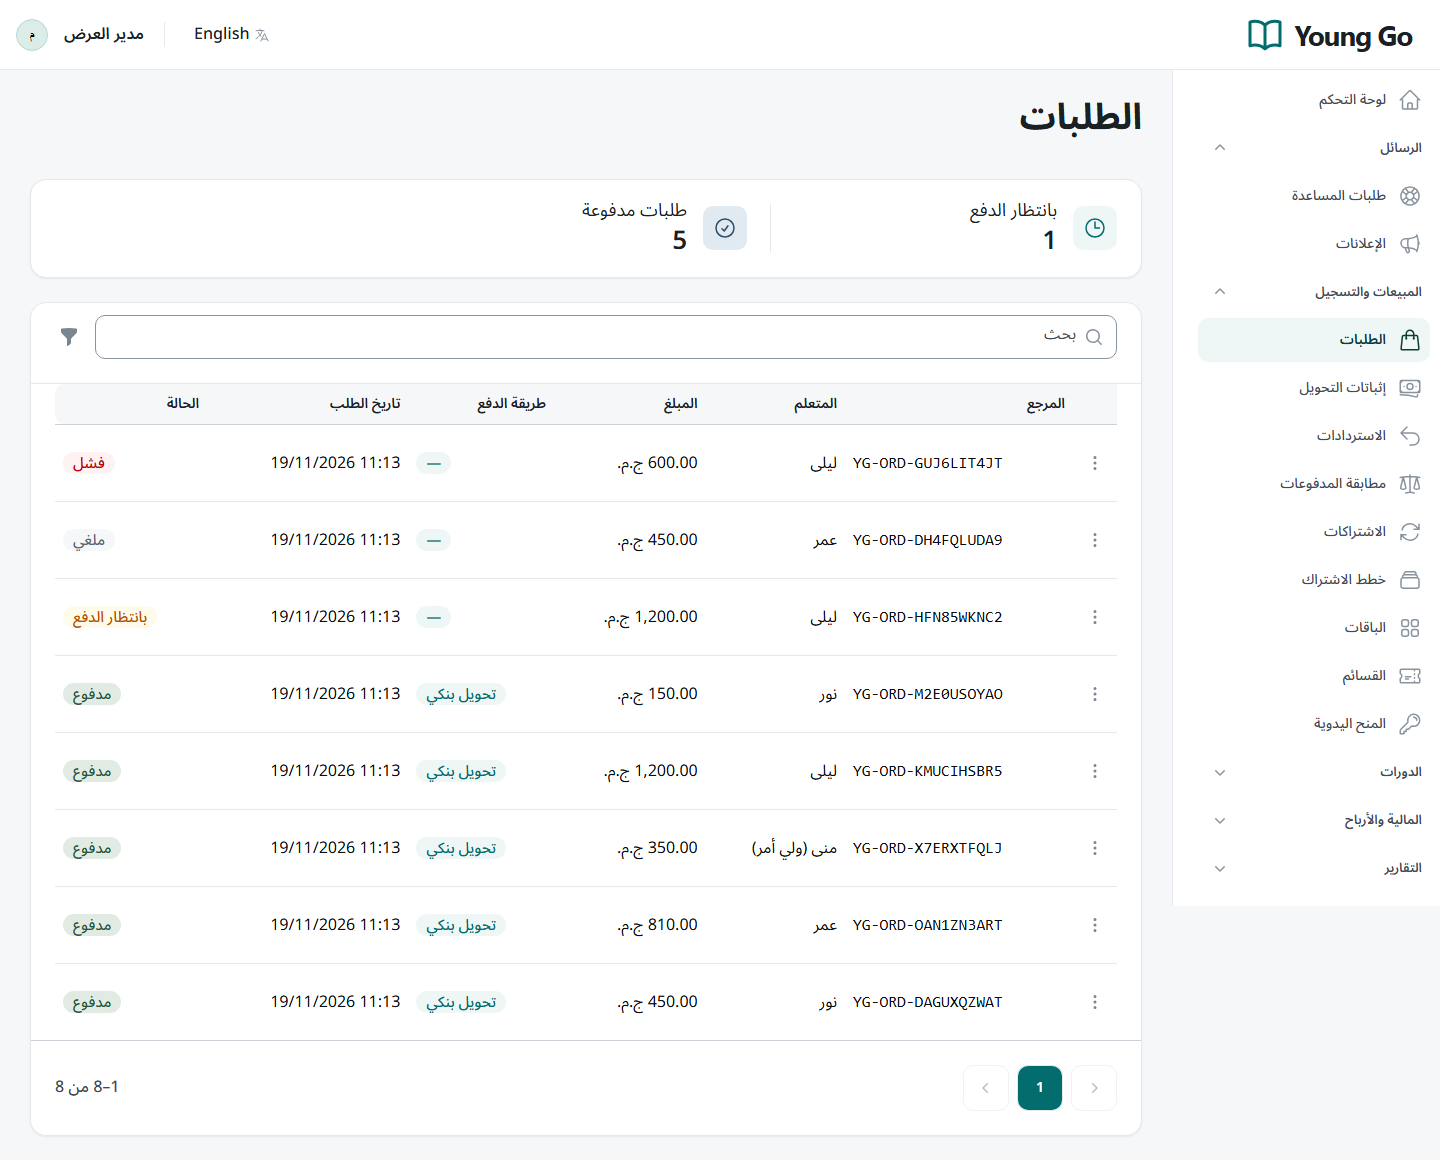 Young Go
English
مدير العرض
م
لوحة التحكم
الرسائل
طلبات المساعدة
الإعلانات
المبيعات والتسجيل
الطلبات
إثباتات التحويل
الاستردادات
مطابقة المدفوعات
الاشتراكات
خطط الاشتراك
الباقات
القسائم
المنح اليدوية
الدورات
المالية والأرباح
التقارير
الطلبات
بانتظار الدفع
1
طلبات مدفوعة
5
بحث
المرجع المتعلم المبلغ طريقة الدفع تاريخ الطلب الحالة
YG-ORD-GUJ6LIT4JT ليلى 600.00 ج.م. — 19/11/2026 11:13 فشل
YG-ORD-DH4FQLUDA9 عمر 450.00 ج.م. — 19/11/2026 11:13 ملغي
YG-ORD-HFN85WKNC2 ليلى 1,200.00 ج.م. — 19/11/2026 11:13 بانتظار الدفع
YG-ORD-M2E0USOYAO نور 150.00 ج.م. تحويل بنكي 19/11/2026 11:13 مدفوع
YG-ORD-KMUCIHSBR5 ليلى 1,200.00 ج.م. تحويل بنكي 19/11/2026 11:13 مدفوع
YG-ORD-X7ERXTFQLJ منى (ولي أمر) 350.00 ج.م. تحويل بنكي 19/11/2026 11:13 مدفوع
YG-ORD-OAN1ZN3ART عمر 810.00 ج.م. تحويل بنكي 19/11/2026 11:13 مدفوع
YG-ORD-DAGUXQZWAT نور 450.00 ج.م. تحويل بنكي 19/11/2026 11:13 مدفوع
1
1–8 من 8